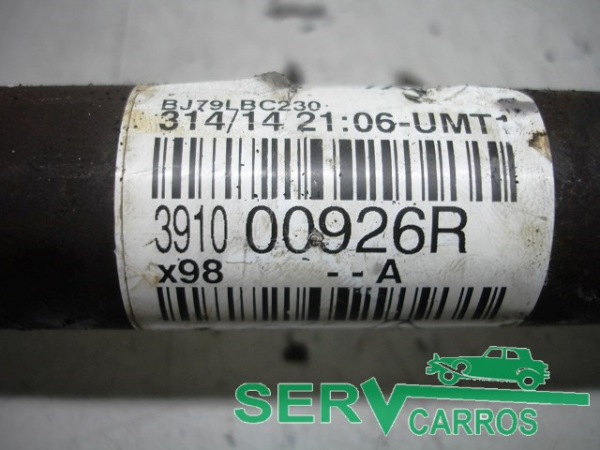 BJ79LBC230
314/14 21:06-UMT1
3910 00926R
x98 - - A
SERV
CARROS